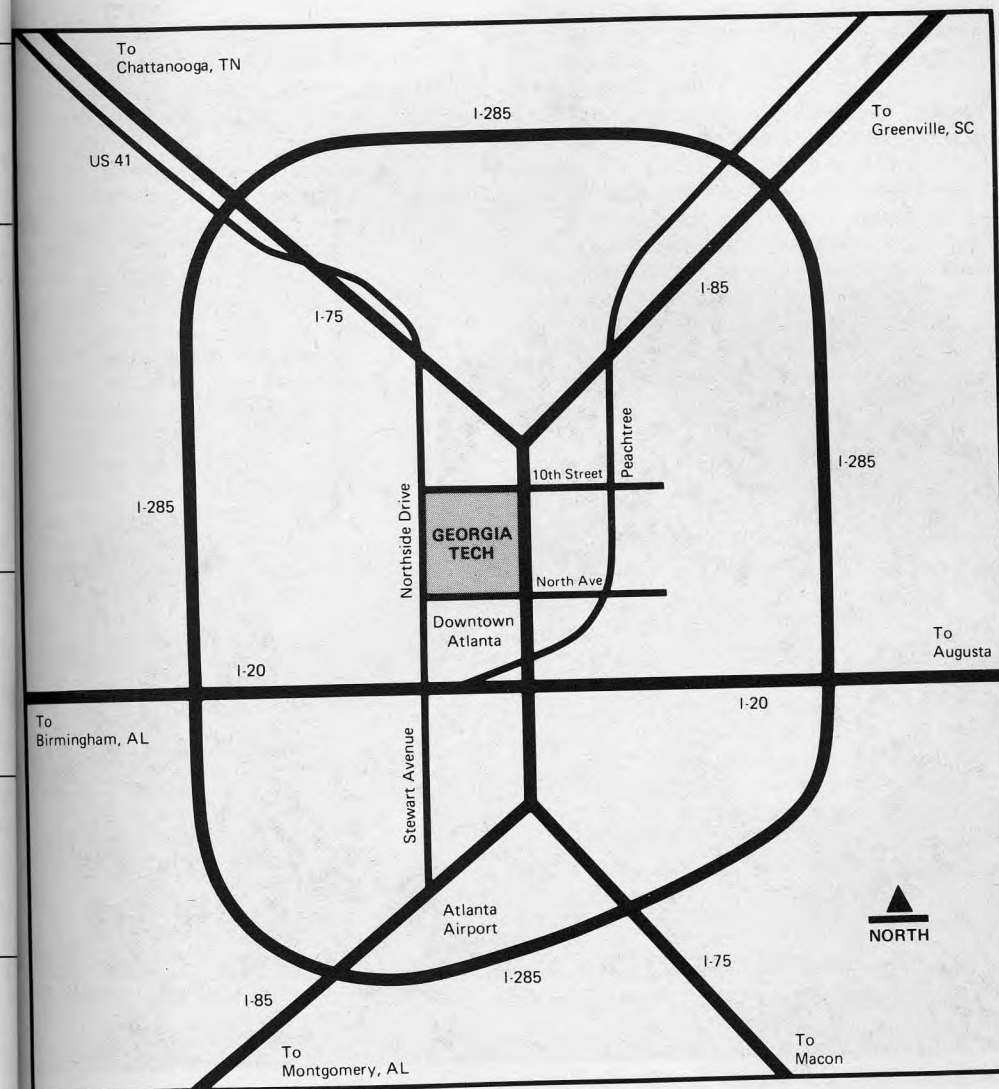 To
Chattanooga, TN
I-285
To
Greenville, SC
US 41
I-85
I-75
Peachtree
10th Street
I-285
I-285
Northside Drive
GEORGIA
TECH
North Ave
Downtown
Atlanta
To
Augusta
I-20
I-20
To
Birmingham, AL
Stewart Avenue
Atlanta
Airport
NORTH
I-75
I-285
I-85
To
Montgomery, AL
To
Macon